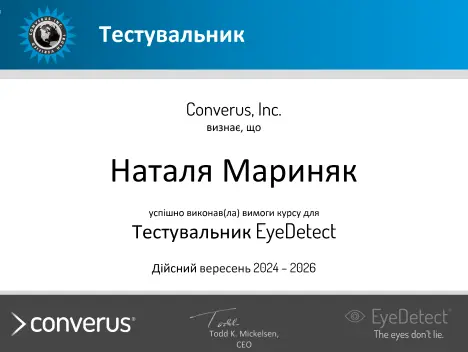 Тестувальник
Converus, Inc.
визнає, що
Наталя Мариняк
успішно виконав(ла) вимоги курсу для
Тестувальник EyeDetect
Дійсний вересень 2024 – 2026
converus®
Todd K. Mickelsen,
CEO
EyeDetect®
The eyes don't lie.